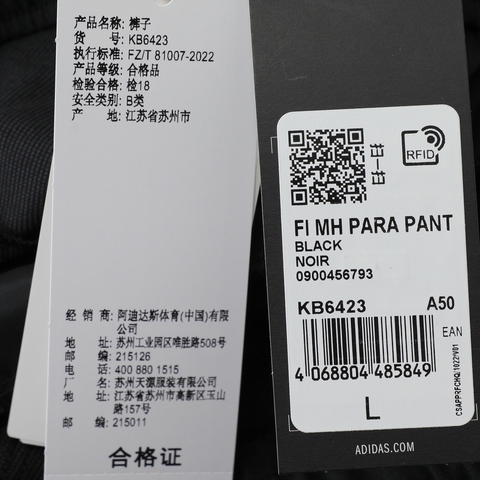 产品名称: 裤子
货 号: KB6423
执行标准: FZ/T 81007-2022
产品等级: 合格品
检验合格: 检18
安全类别: B类
产 地: 江苏省苏州市
经 销 商: 阿迪达斯体育(中国)有限
公司
地 址: 苏州工业园区唯胜路508号
邮 编: 215126
电 话: 400 880 1515
厂 名: 苏州天源服装有限公司
地 址: 江苏省苏州市高新区玉山
路157号
邮 编: 215011
合格证
RFID
FI MH PARA PANT
BLACK
NOIR
0900456793
KB6423 A50
EAN
4 068804 485849
L
CSAPPRFCHQ/1022/V01
ADIDAS.COM